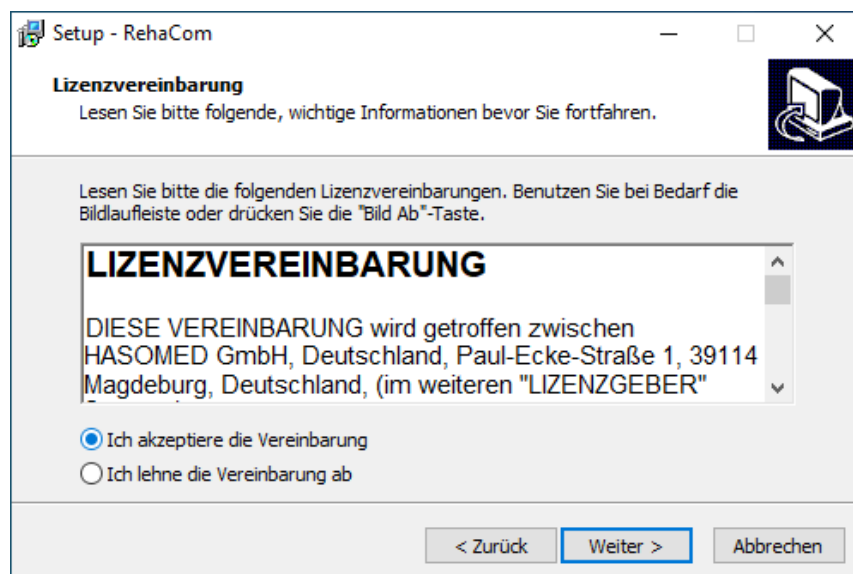 Setup - RehaCom
Lizenzvereinbarung
Lesen Sie bitte folgende, wichtige Informationen bevor Sie fortfahren.
Lesen Sie bitte die folgenden Lizenzvereinbarungen. Benutzen Sie bei Bedarf die
Bildlaufleiste oder drücken Sie die "Bild Ab"-Taste.
LIZENZVEREINBARUNG
DIESE VEREINBARUNG wird getroffen zwischen
HASOMED GmbH, Deutschland, Paul-Ecke-Straße 1, 39114
Magdeburg, Deutschland, (im weiteren "LIZENZGEBER"
Ich akzeptiere die Vereinbarung
Ich lehne die Vereinbarung ab
< Zurück
Weiter >
Abbrechen